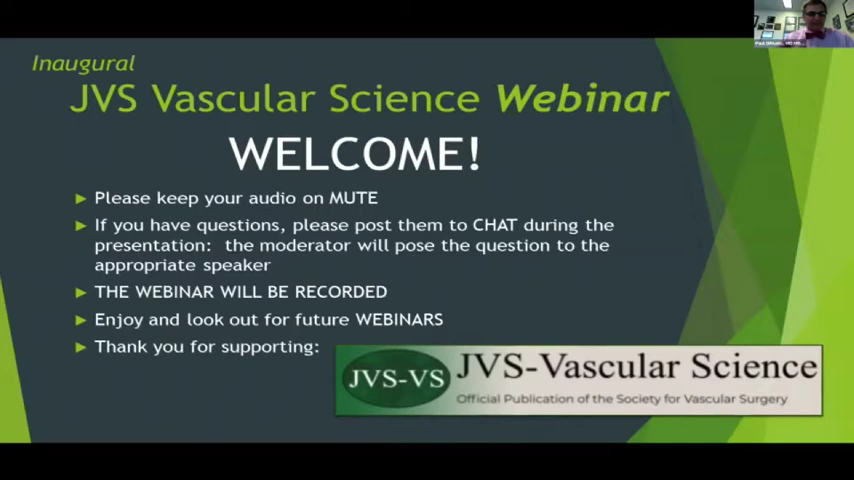 Inaugural
JVS Vascular Science Webinar
WELCOME!
Please keep your audio on MUTE
If you have questions, please post them to CHAT during the
presentation: the moderator will pose the question to the
appropriate speaker
THE WEBINAR WILL BE RECORDED
Enjoy and look out for future WEBINARS
Thank you for supporting:
JVS-VS
JVS-Vascular Science
Official Publication of the Society for Vascular Surgery